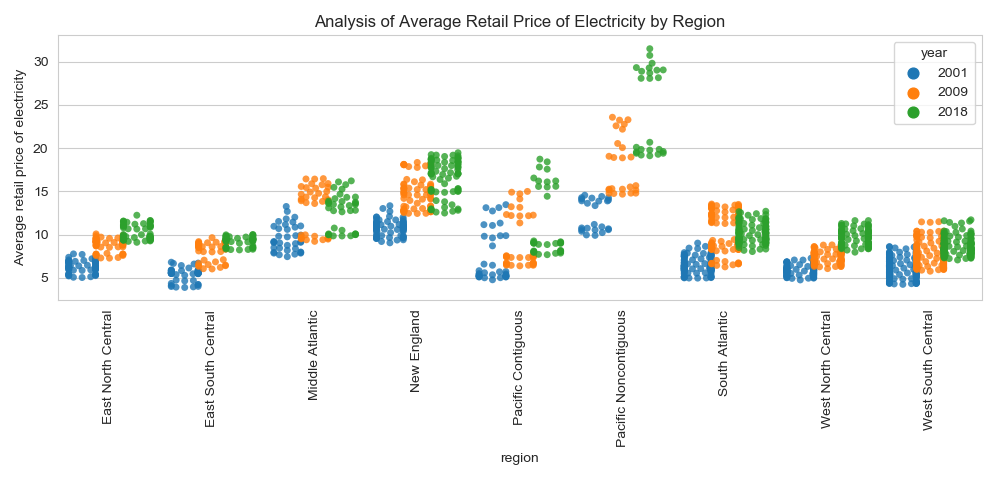 Analysis of Average Retail Price of Electricity by Region
Average retail price of electricity
30
25
20
15
10
5
year
2001
2009
2018
East North Central
East South Central
Middle Atlantic
New England
Pacific Contiguous
Pacific Noncontiguous
South Atlantic
West North Central
West South Central
region